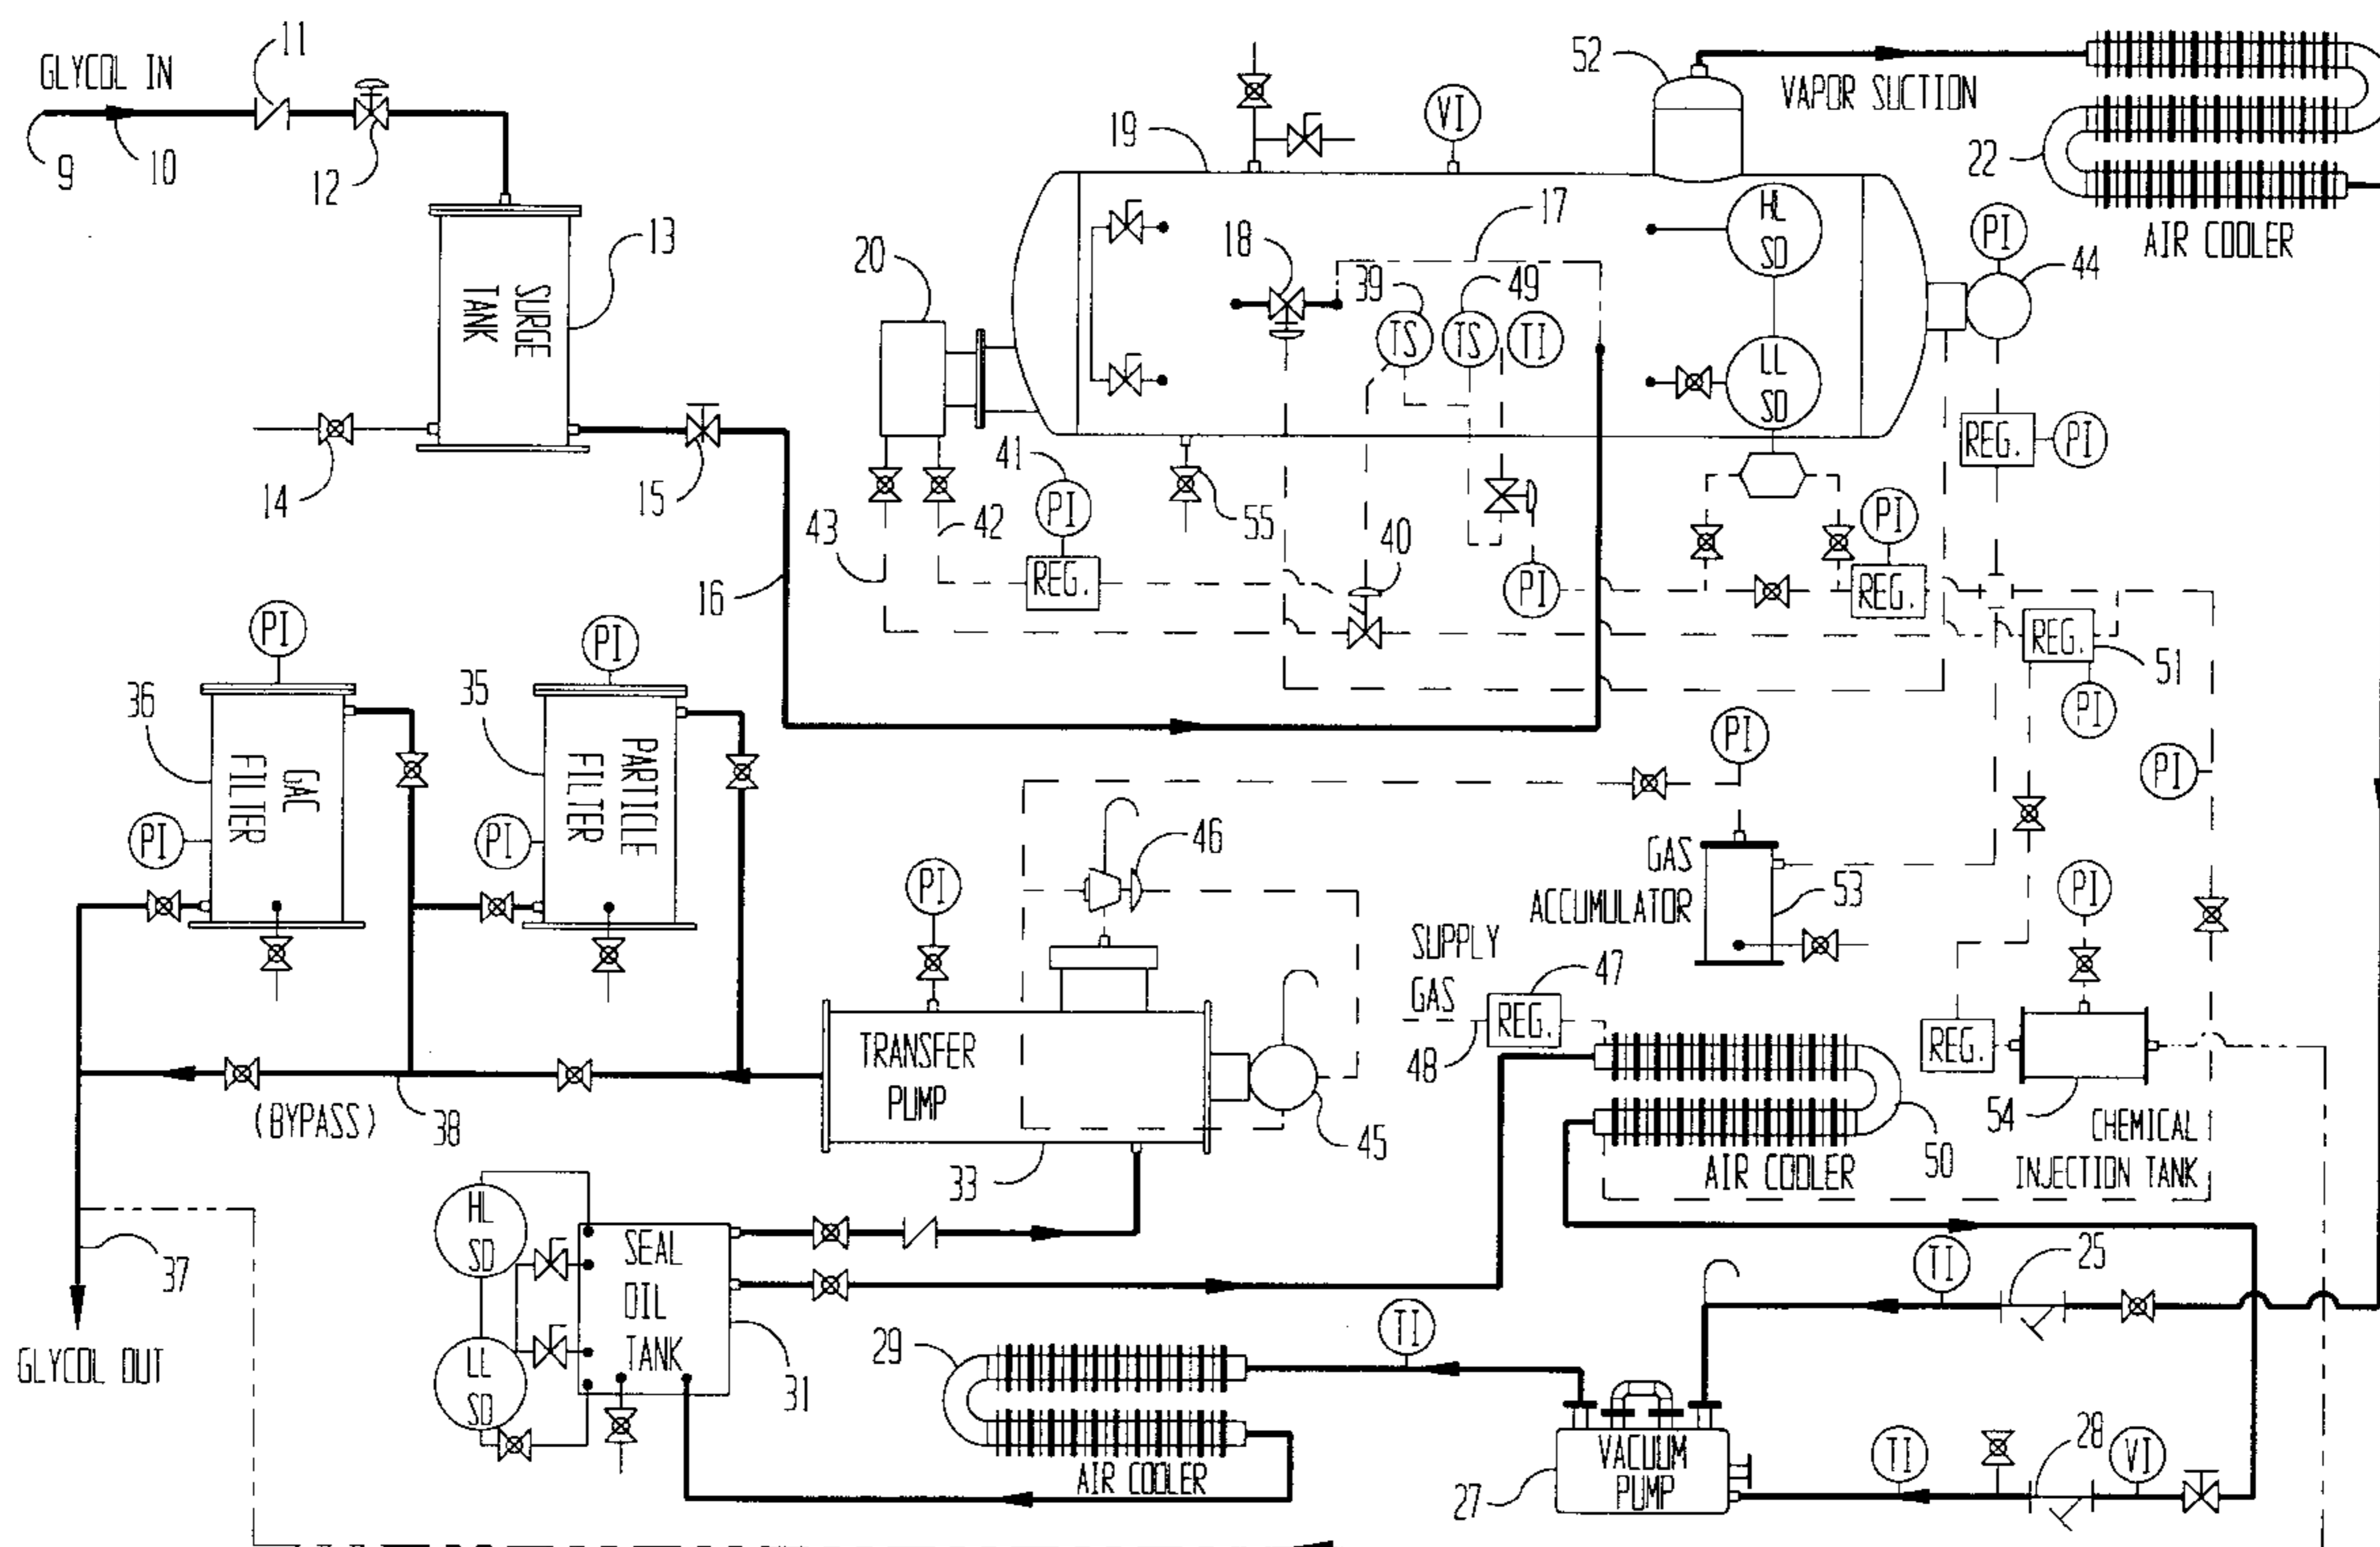 11
52
GLYCOL IN
VAPOR SUCTION
VI
19
22
9
10
12
HL
SD
17
PI
AIR COOLER
13
SURGE
TANK
20
18
39
49
44
TS
TS
TI
LL
SD
41
REG.
PI
14
15
42
PI
55
40
PI
43
16
REG.
PI
REG.
REG.
51
PI
PI
PI
36
35
PI
PI
GAC
FILTER
PARTICLE
FILTER
PI
PI
46
GAS
ACCUMULATOR
53
PI
PI
SUPPLY
GAS
47
REG.
48
TRANSFER
PUMP
REG.
(BYPASS)
38
45
54
CHEMICAL
INJECTION TANK
33
AIR COOLER
50
HL
SD
SEAL
OIL
TANK
37
TI
25
29
TI
GLYCOL OUT
LL
SD
31
28
VACUUM
PUMP
TI
VI
AIR COOLER
27